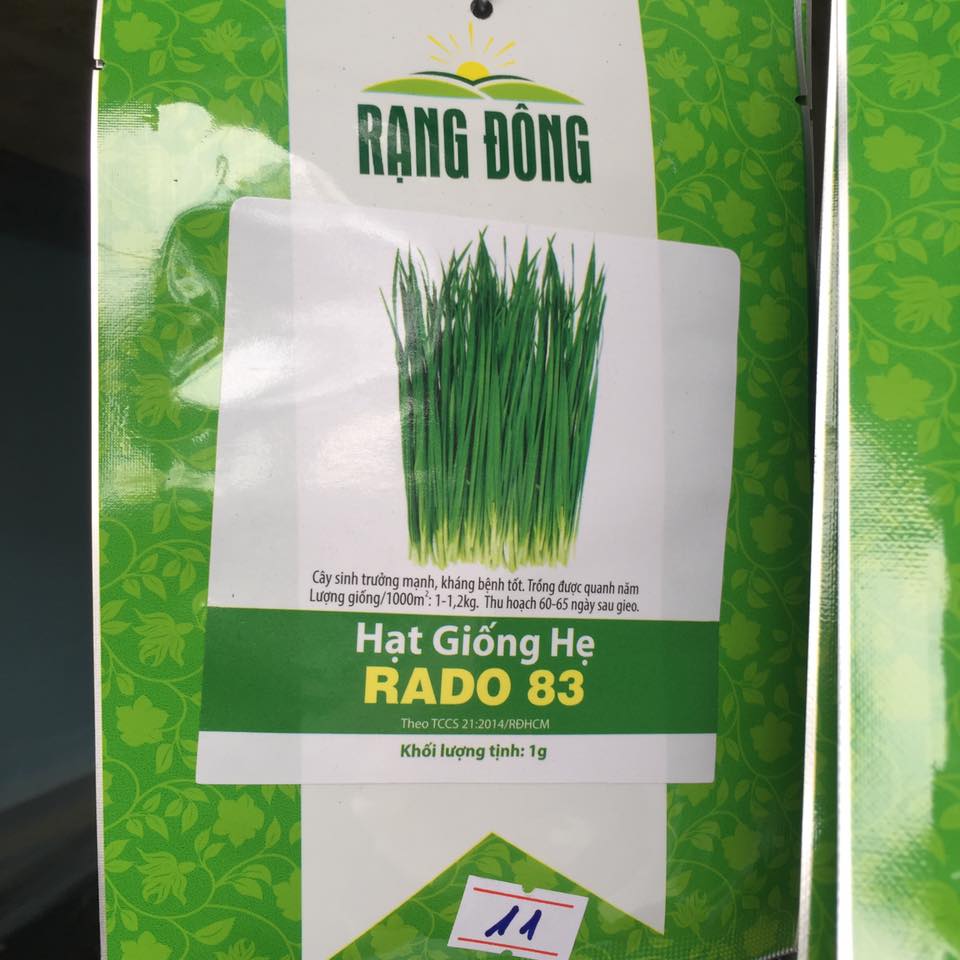 RẠNG ĐÔNG
Cây sinh trưởng mạnh, kháng bệnh tốt. Trồng được quanh năm
Lượng giống/1000m²: 1-1,2kg. Thu hoạch 60-65 ngày sau gieo.
Hạt Giống Hẹ
RADO 83
Theo TCCS 21:2014/RĐHCM
Khối lượng tịnh: 1g
11